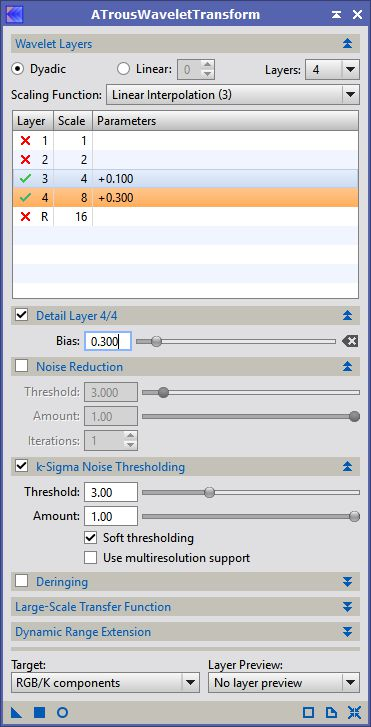 ATrousWaveletTransform
Wavelet Layers
Dyadic Linear: 0 Layers: 4
Scaling Function: Linear Interpolation (3)
Layer Scale Parameters
1 1
2 2
3 4 +0.100
4 8 +0.300
R 16
Detail Layer 4/4
Bias: 0.300
Noise Reduction
Threshold: 3.000
Amount: 1.00
Iterations: 1
k-Sigma Noise Thresholding
Threshold: 3.00
Amount: 1.00
Soft thresholding
Use multiresolution support
Deringing
Large-Scale Transfer Function
Dynamic Range Extension
Target: Layer Preview:
RGB/K components No layer preview